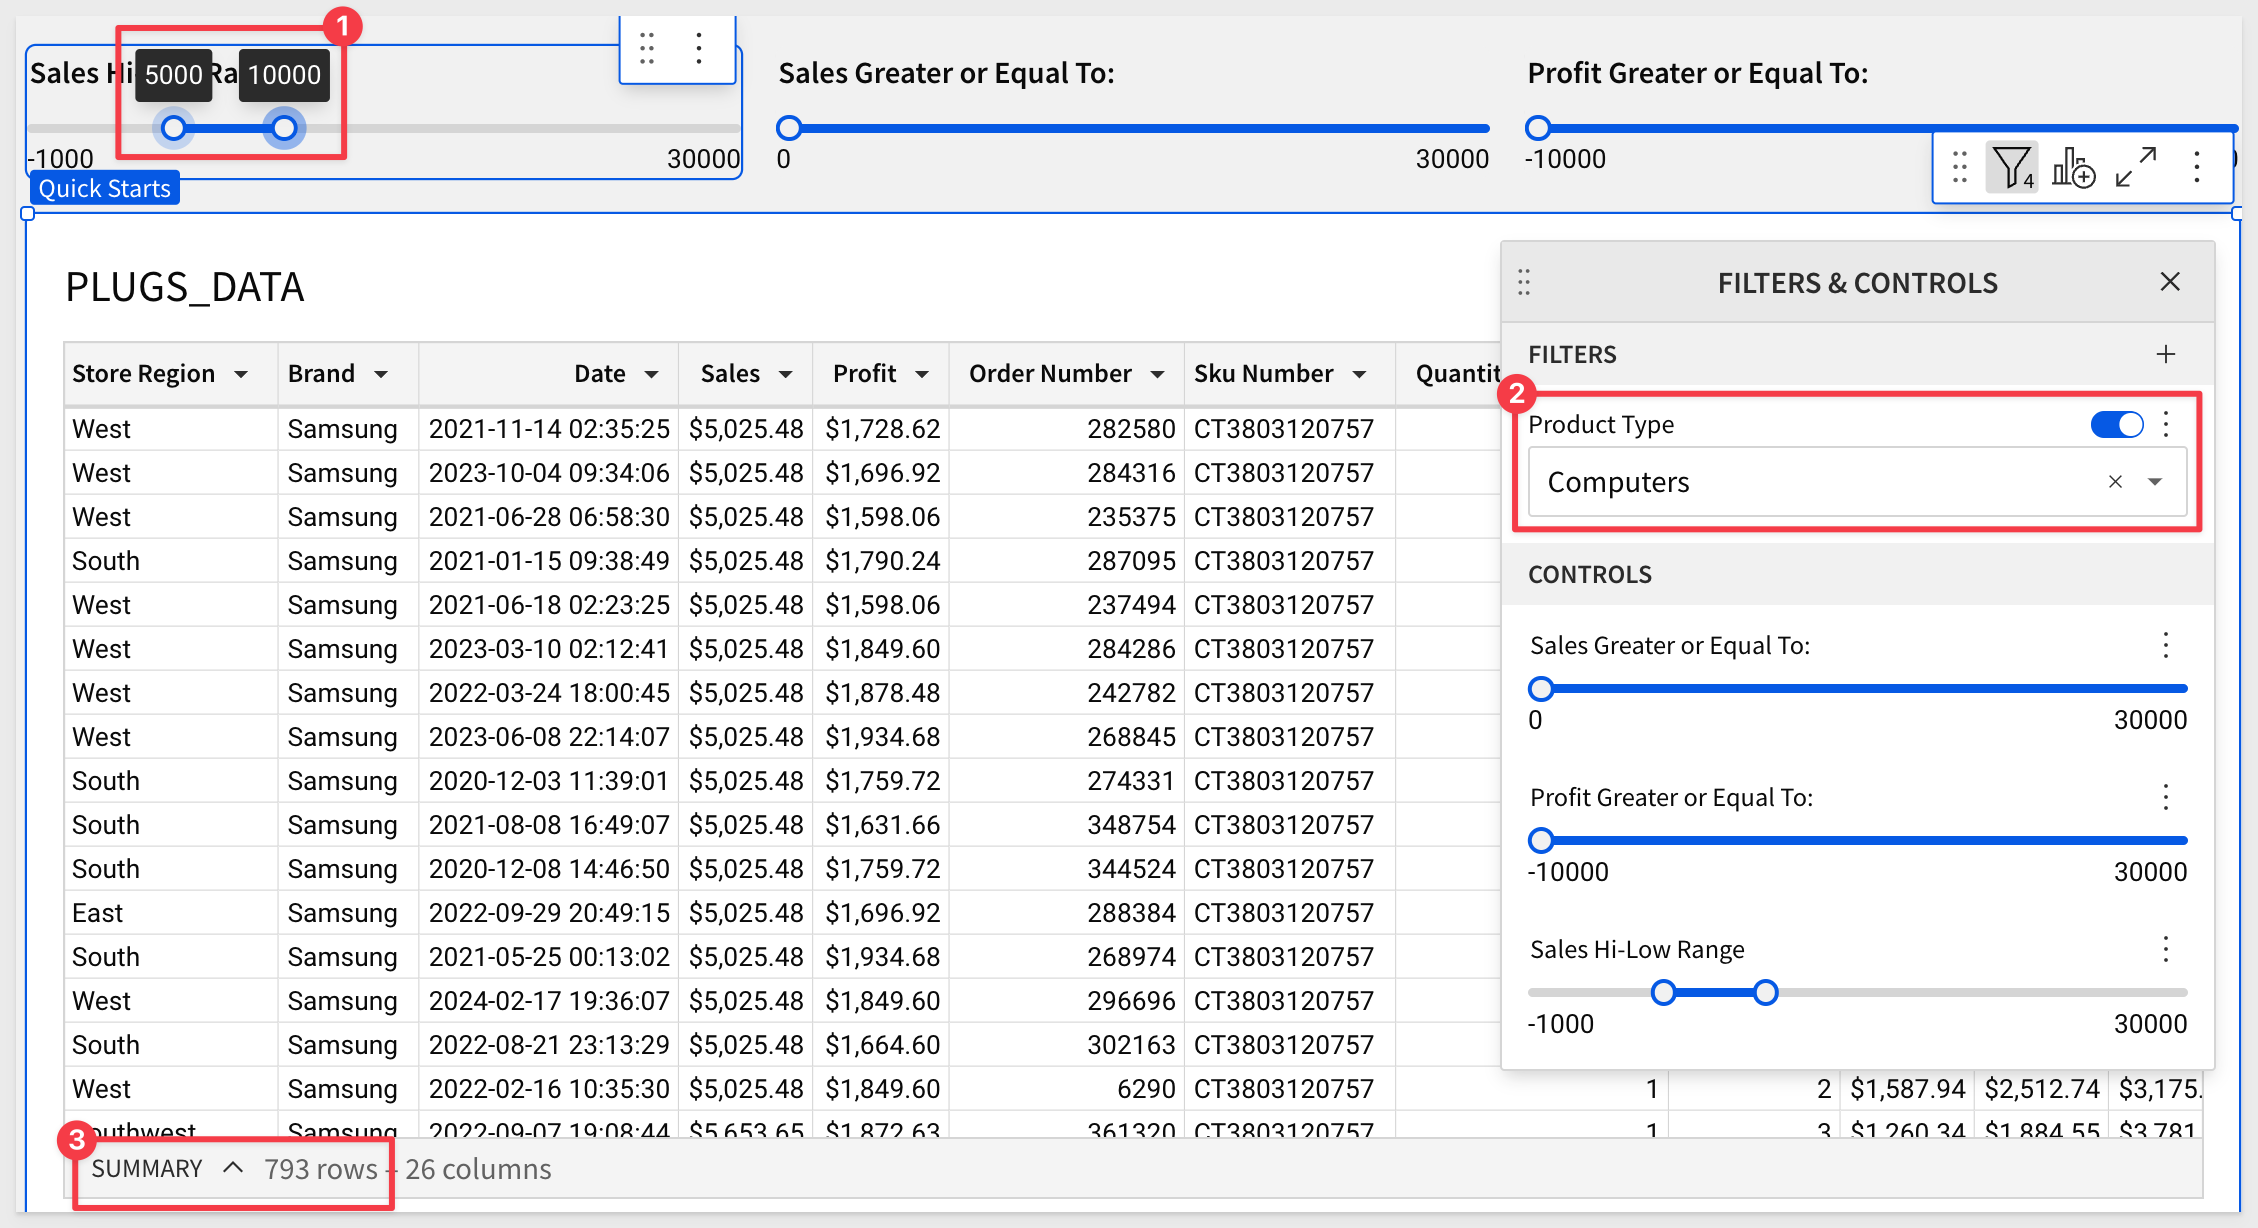 1
Sales Hi
5000
Ra
10000
-1000
30000
Sales Greater or Equal To:
0
30000
Profit Greater or Equal To:
-10000
4
Quick Starts
PLUGS_DATA
Store Region Brand Date Sales Profit Order Number Sku Number Quantit
West Samsung 2021-11-14 02:35:25 $5,025.48 $1,728.62 282580 CT3803120757
West Samsung 2023-10-04 09:34:06 $5,025.48 $1,696.92 284316 CT3803120757
West Samsung 2021-06-28 06:58:30 $5,025.48 $1,598.06 235375 CT3803120757
South Samsung 2021-01-15 09:38:49 $5,025.48 $1,790.24 287095 CT3803120757
West Samsung 2021-06-18 02:23:25 $5,025.48 $1,598.06 237494 CT3803120757
West Samsung 2023-03-10 02:12:41 $5,025.48 $1,849.60 284286 CT3803120757
West Samsung 2022-03-24 18:00:45 $5,025.48 $1,878.48 242782 CT3803120757
West Samsung 2023-06-08 22:14:07 $5,025.48 $1,934.68 268845 CT3803120757
South Samsung 2020-12-03 11:39:01 $5,025.48 $1,759.72 274331 CT3803120757
South Samsung 2021-08-08 16:49:07 $5,025.48 $1,631.66 348754 CT3803120757
South Samsung 2020-12-08 14:46:50 $5,025.48 $1,759.72 344524 CT3803120757
East Samsung 2022-09-29 20:49:15 $5,025.48 $1,696.92 288384 CT3803120757
South Samsung 2021-05-25 00:13:02 $5,025.48 $1,934.68 268974 CT3803120757
West Samsung 2024-02-17 19:36:07 $5,025.48 $1,849.60 296696 CT3803120757
South Samsung 2022-08-21 23:13:29 $5,025.48 $1,664.60 302163 CT3803120757
West Samsung 2022-02-16 10:35:30 $5,025.48 $1,849.60 6290 CT3803120757 1 2 $1,587.94 $2,512.74 $3,175.
outhwest Samsung 2022-09-07 19:08:44 $5,653.65 $1,872.63 361320 CT3803120757 1 3 $1,260.34 $1,884.55 $3,781
3
SUMMARY 793 rows - 26 columns
FILTERS & CONTROLS
FILTERS
2
Product Type
Computers
CONTROLS
Sales Greater or Equal To:
0 30000
Profit Greater or Equal To:
-10000 30000
Sales Hi-Low Range
-1000 30000